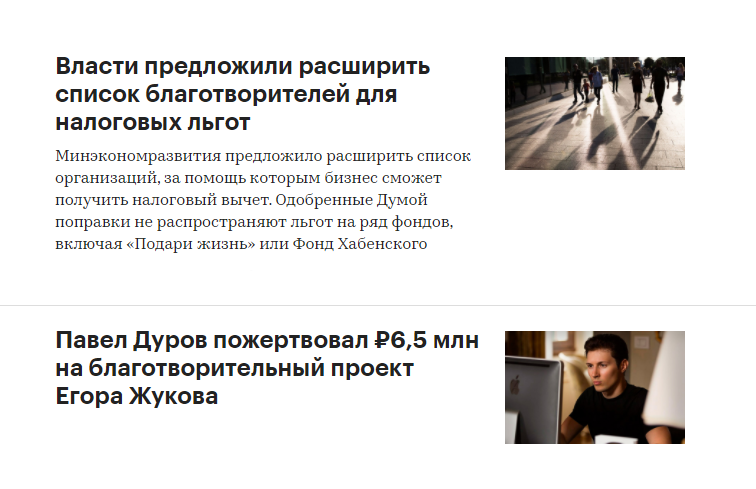 Власти предложили расширить
список благотворителей для
налоговых льгот
Минэкономразвития предложило расширить список
организаций, за помощь которым бизнес сможет
получить налоговый вычет. Одобренные Думой
поправки не распространяют льгот на ряд фондов,
включая «Подари жизнь» или Фонд Хабенского
Павел Дуров пожертвовал ₽6,5 млн
на благотворительный проект
Егора Жукова